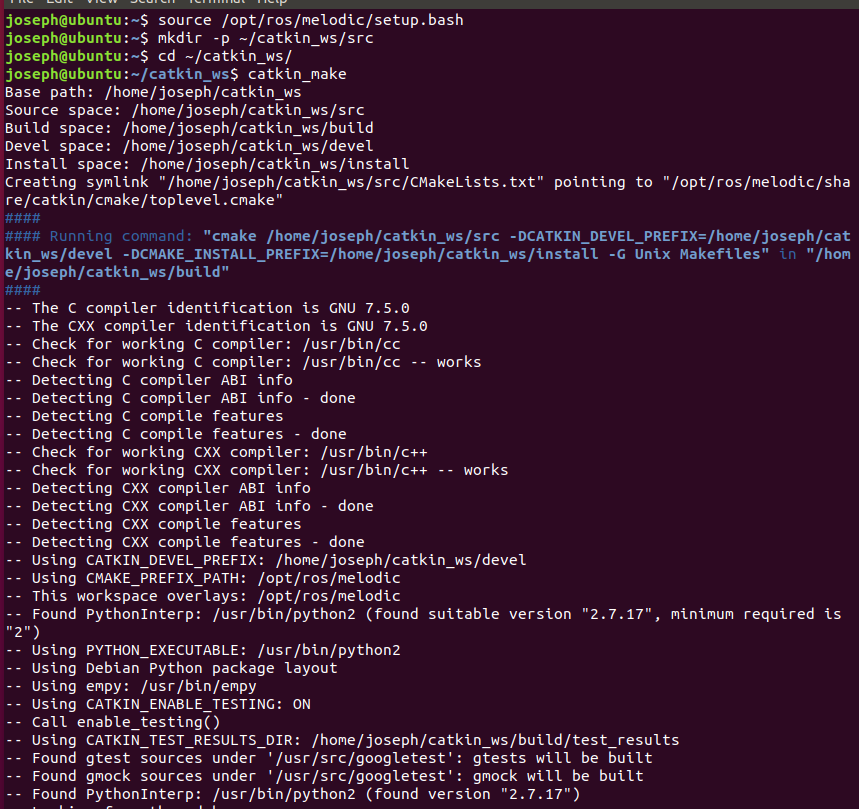 File Edit View Search Terminal Help
joseph@ubuntu:~$ source /opt/ros/melodic/setup.bash
joseph@ubuntu:~$ mkdir -p ~/catkin_ws/src
joseph@ubuntu:~$ cd ~/catkin_ws/
joseph@ubuntu:~/catkin_ws$ catkin_make
Base path: /home/joseph/catkin_ws
Source space: /home/joseph/catkin_ws/src
Build space: /home/joseph/catkin_ws/build
Devel space: /home/joseph/catkin_ws/devel
Install space: /home/joseph/catkin_ws/install
Creating symlink "/home/joseph/catkin_ws/src/CMakeLists.txt" pointing to "/opt/ros/melodic/sha
re/catkin/cmake/toplevel.cmake"
####
#### Running command: "cmake /home/joseph/catkin_ws/src -DCATKIN_DEVEL_PREFIX=/home/joseph/cat
kin_ws/devel -DCMAKE_INSTALL_PREFIX=/home/joseph/catkin_ws/install -G Unix Makefiles" in "/hom
e/joseph/catkin_ws/build"
####
-- The C compiler identification is GNU 7.5.0
-- The CXX compiler identification is GNU 7.5.0
-- Check for working C compiler: /usr/bin/cc
-- Check for working C compiler: /usr/bin/cc -- works
-- Detecting C compiler ABI info
-- Detecting C compiler ABI info - done
-- Detecting C compile features
-- Detecting C compile features - done
-- Check for working CXX compiler: /usr/bin/c++
-- Check for working CXX compiler: /usr/bin/c++ -- works
-- Detecting CXX compiler ABI info
-- Detecting CXX compiler ABI info - done
-- Detecting CXX compile features
-- Detecting CXX compile features - done
-- Using CATKIN_DEVEL_PREFIX: /home/joseph/catkin_ws/devel
-- Using CMAKE_PREFIX_PATH: /opt/ros/melodic
-- This workspace overlays: /opt/ros/melodic
-- Found PythonInterp: /usr/bin/python2 (found suitable version "2.7.17", minimum required is
"2")
-- Using PYTHON_EXECUTABLE: /usr/bin/python2
-- Using Debian Python package layout
-- Using empy: /usr/bin/empy
-- Using CATKIN_ENABLE_TESTING: ON
-- Call enable_testing()
-- Using CATKIN_TEST_RESULTS_DIR: /home/joseph/catkin_ws/build/test_results
-- Found gtest sources under '/usr/src/googletest': gtests will be built
-- Found gmock sources under '/usr/src/googletest': gmock will be built
-- Found PythonInterp: /usr/bin/python2 (found version "2.7.17")